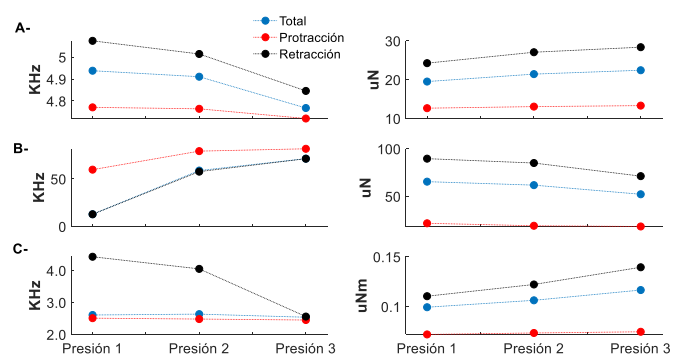 A-
Total
Protracción
Retracción
KHz
5
4.9
4.8
uN
30
20
10
B-
KHz
50
0
uN
100
50
C-
KHz
4.0
3.0
2.0
Presión 1 Presión 2 Presión 3
uNm
0.15
0.1
Presión 1 Presión 2 Presión 3